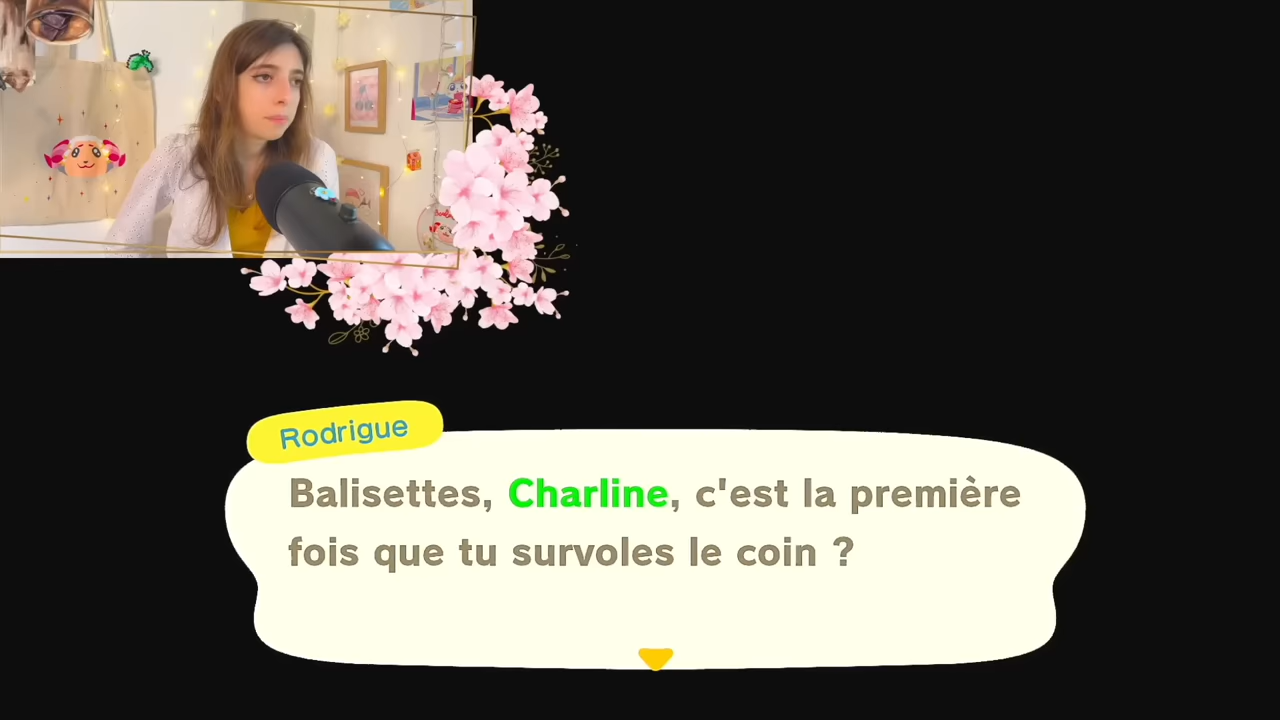 Rodrigue
Balisettes, Charline, c'est la première
fois que tu survoles le coin ?